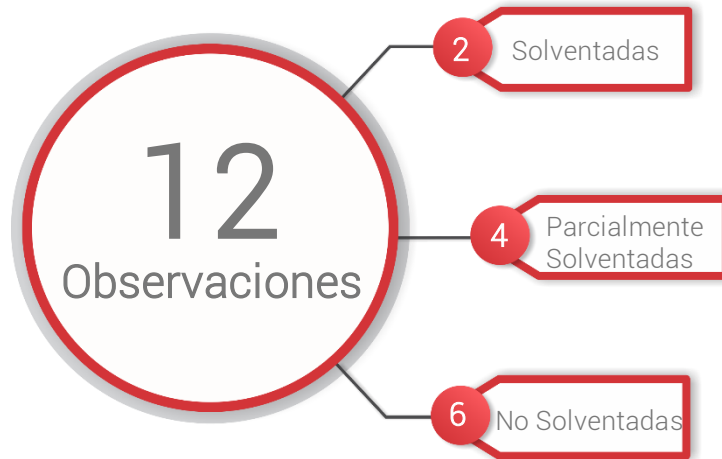 12
Observaciones
2
Solventadas
4
Parcialmente
Solventadas
6
No Solventadas